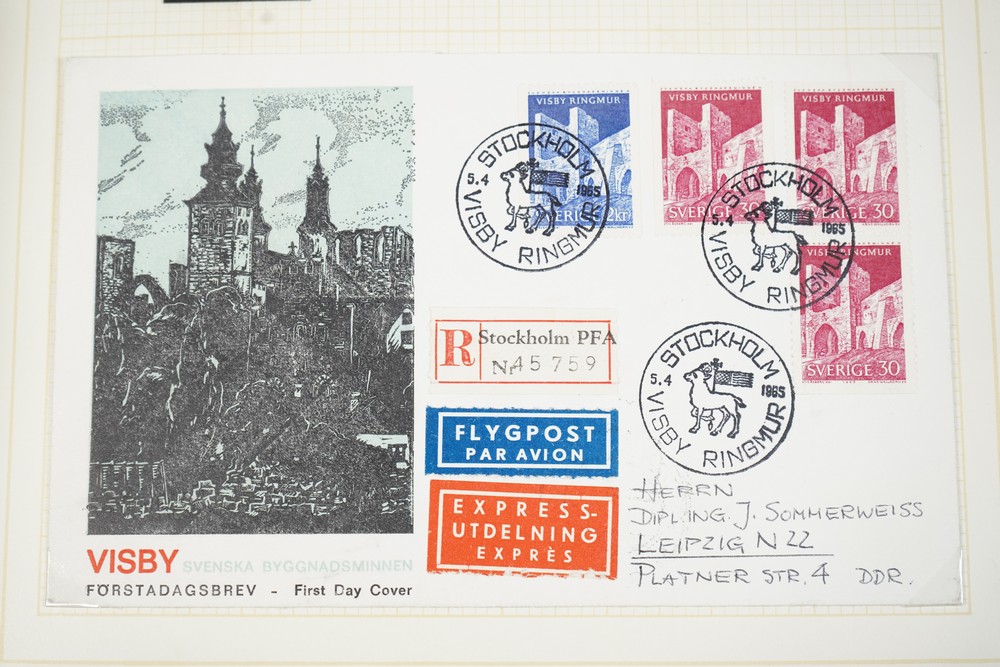 VISBY RINGMUR
SVERIGE 2kr
VISBY RINGMUR
SVERIGE 30
VISBY RINGMUR
SVERIGE 30
VISBY RINGMUR
SVERIGE 30
STOCKHOLM
5.4 1965
VISBY RINGMUR
STOCKHOLM
5.4 1965
VISBY RINGMUR
STOCKHOLM
5.4 1965
VISBY RINGMUR
R Stockholm PFA
Nr 45759
FLYGPOST
PAR AVION
EXPRESS-
UTDELNING
EXPRÈS
HERRN
DIPL.ING. J. SOMMERWEISS
LEIPZIG N 22
PLATNER STR. 4 DDR.
VISBY SVENSKA BYGGNADSMINNEN
FÖRSTADAGSBREV - First Day Cover